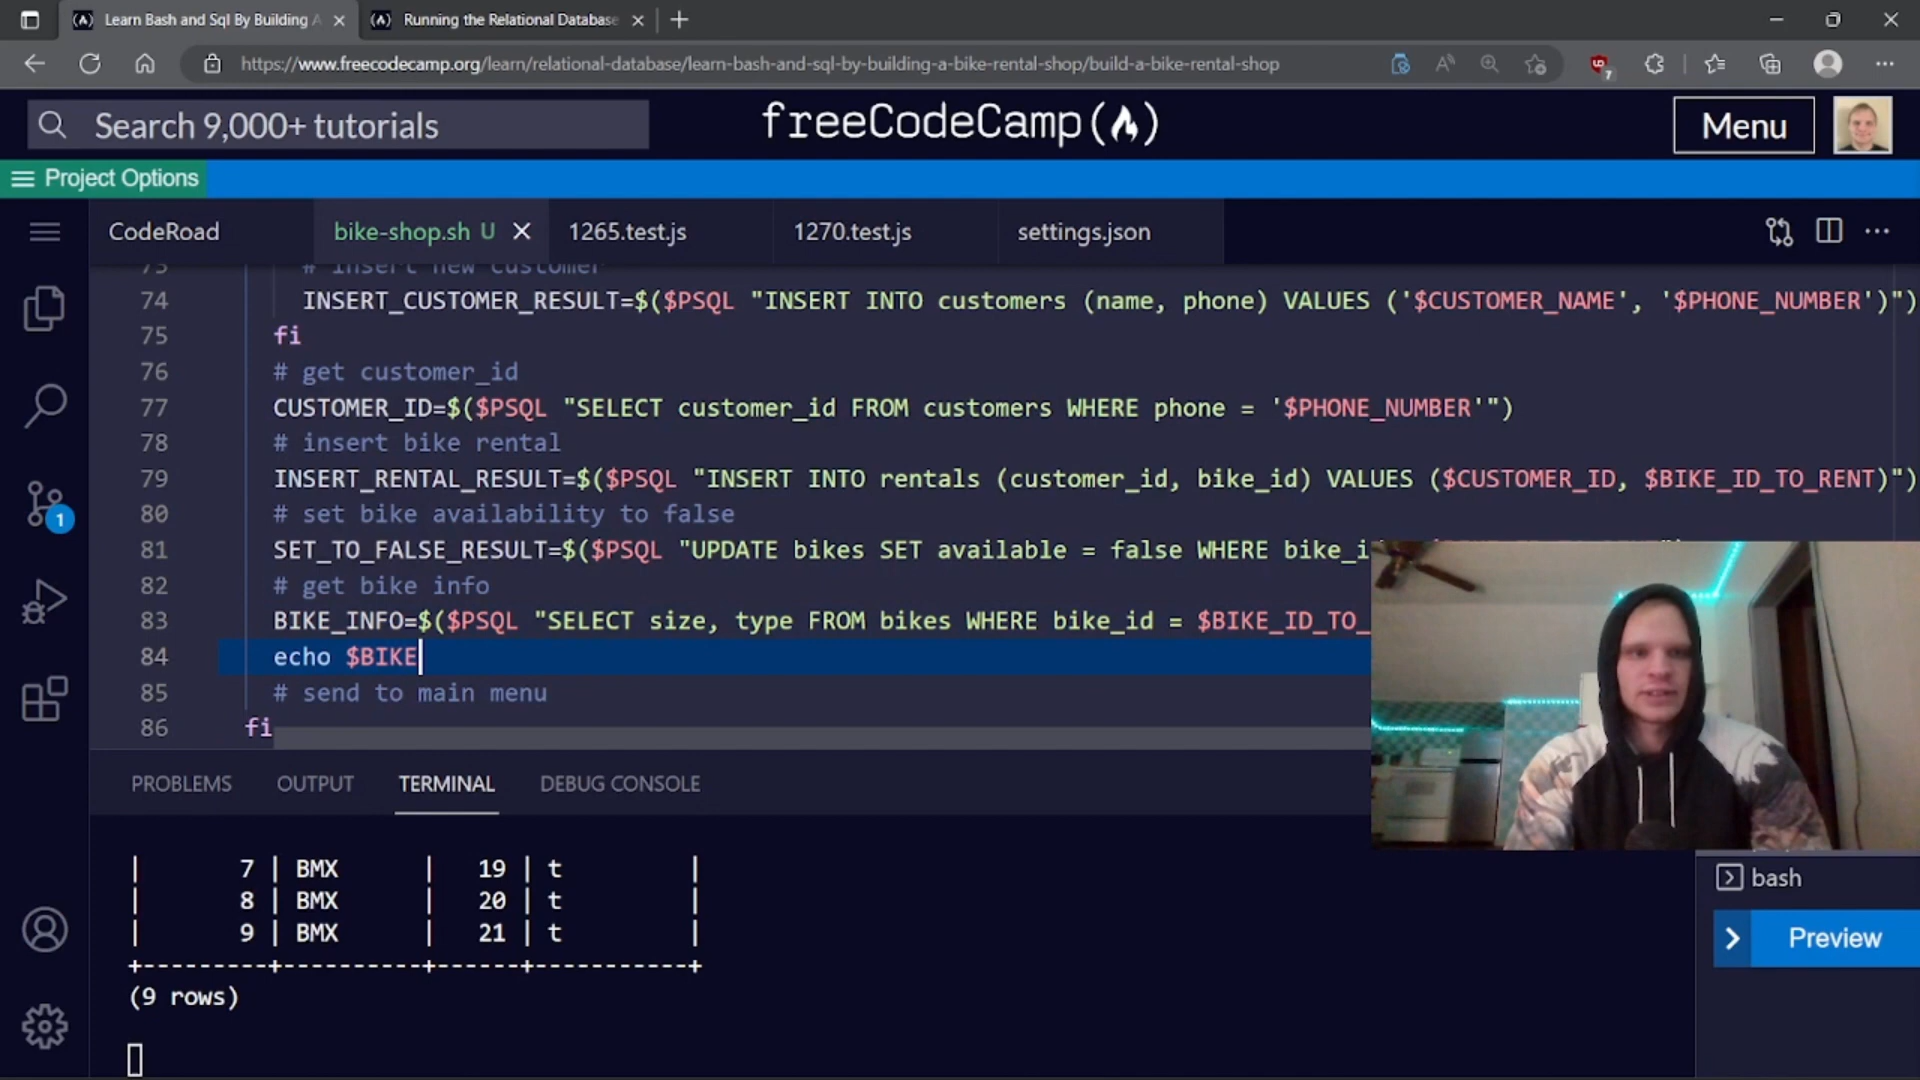 Learn Bash and Sql By Building A
Running the Relational Database
https://www.freecodecamp.org/learn/relational-database/learn-bash-and-sql-by-building-a-bike-rental-shop/build-a-bike-rental-shop
7
Search 9,000+ tutorials
freeCodeCamp
Menu
Project Options
CodeRoad
bike-shop.sh U
1265.test.js
1270.test.js
settings.json
73 # insert new customer
74 INSERT_CUSTOMER_RESULT=$($PSQL "INSERT INTO customers (name, phone) VALUES ('$CUSTOMER_NAME', '$PHONE_NUMBER')")
75 fi
76 # get customer_id
77 CUSTOMER_ID=$($PSQL "SELECT customer_id FROM customers WHERE phone = '$PHONE_NUMBER'")
78 # insert bike rental
79 INSERT_RENTAL_RESULT=$($PSQL "INSERT INTO rentals (customer_id, bike_id) VALUES ($CUSTOMER_ID, $BIKE_ID_TO_RENT)")
80 # set bike availability to false
81 SET_TO_FALSE_RESULT=$($PSQL "UPDATE bikes SET available = false WHERE bike_i
82 # get bike info
83 BIKE_INFO=$($PSQL "SELECT size, type FROM bikes WHERE bike_id = $BIKE_ID_TO_
84 echo $BIKE
85 # send to main menu
86 fi
1
PROBLEMS
OUTPUT
TERMINAL
DEBUG CONSOLE
| 7 | BMX | 19 | t |
| 8 | BMX | 20 | t |
| 9 | BMX | 21 | t |
+---------+----------+------+-----------+
(9 rows)
bash
Preview